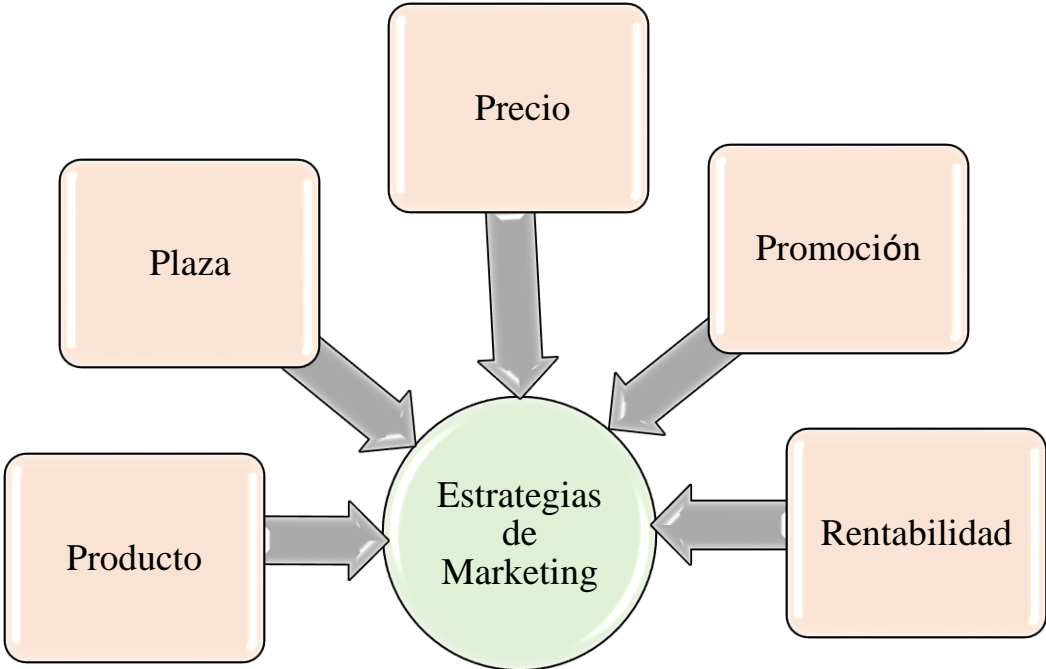 Precio
Plaza
Promoción
Producto
Estrategias
de
Marketing
Rentabilidad